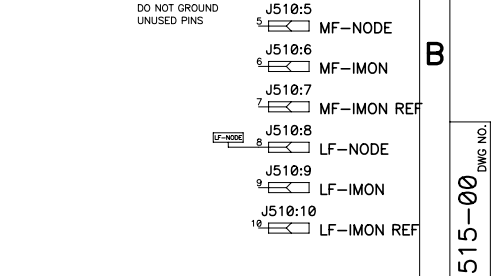 DO NOT GROUND
UNUSED PINS
J510:5
5
MF-NODE
J510:6
6
MF-IMON
J510:7
7
MF-IMON REF
J510:8
LF-NODE
8
LF-NODE
J510:9
9
LF-IMON
J510:10
10
LF-IMON REF
B
DWG NO.
515-00